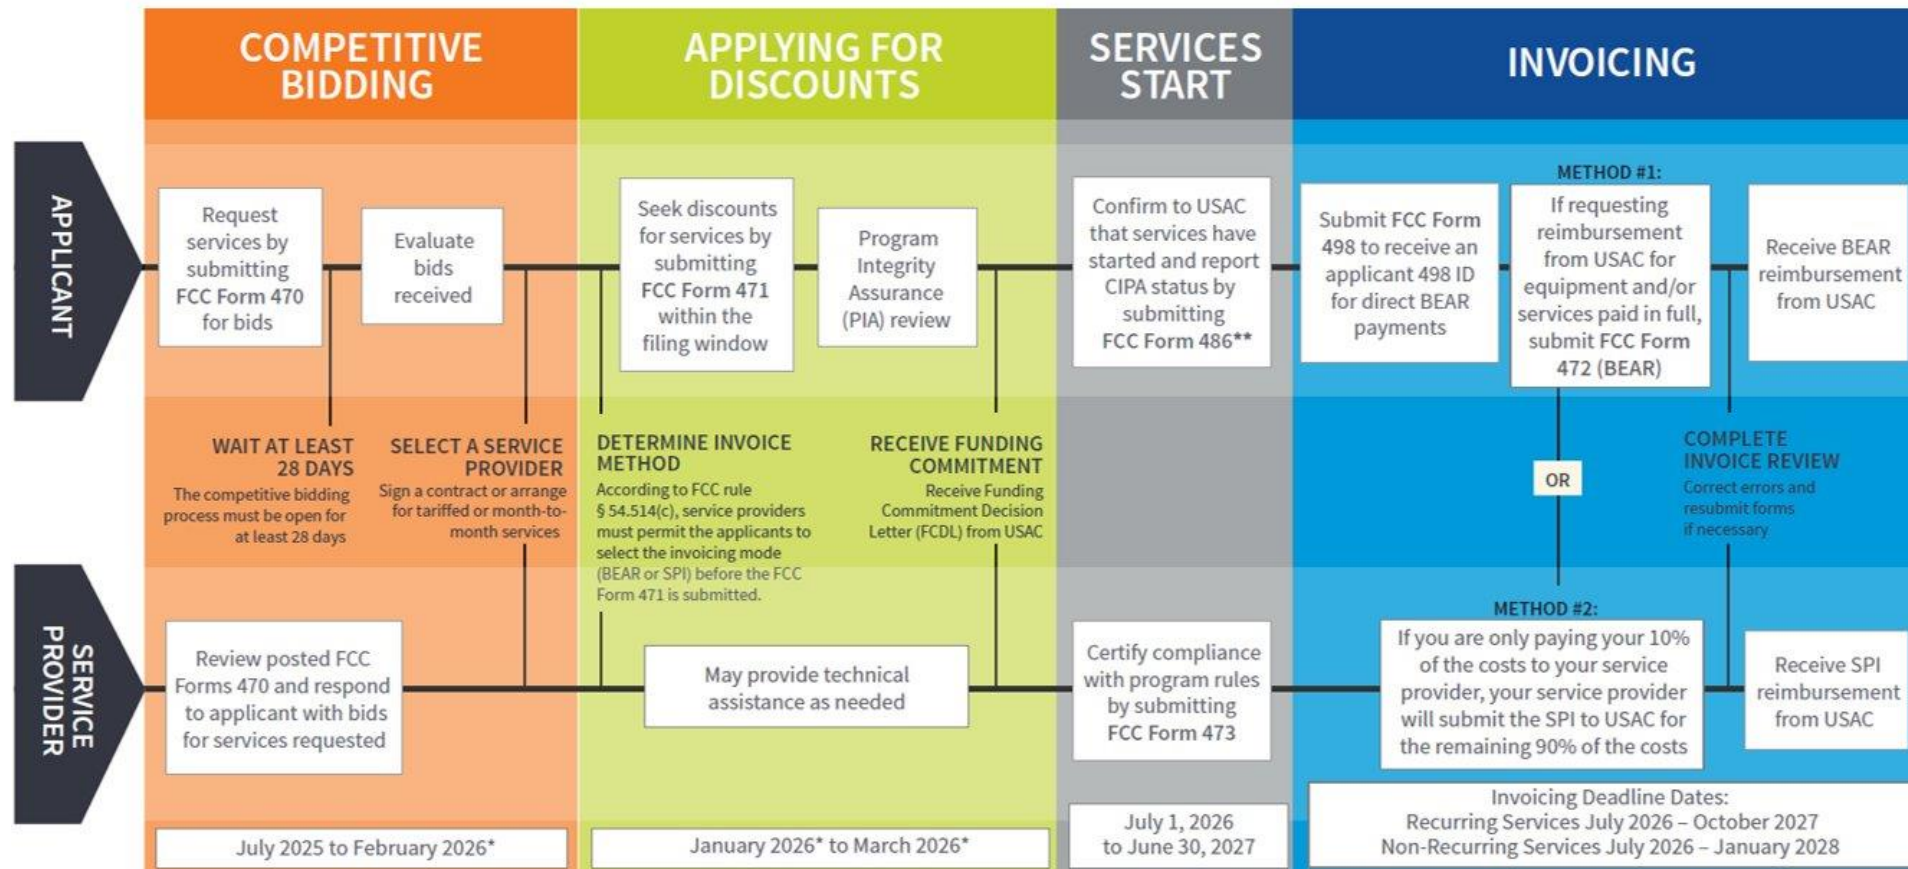 COMPETITIVE
BIDDING
APPLYING FOR
DISCOUNTS
SERVICES
START
INVOICING
APPLICANT
Request
services by
submitting
FCC Form 470
for bids
Evaluate
bids
received
Seek discounts
for services by
submitting
FCC Form 471
within the
filing window
Program
Integrity
Assurance
(PIA) review
Confirm to USAC
that services have
started and report
CIPA status by
submitting
FCC Form 486**
Submit FCC Form
498 to receive an
applicant 498 ID
for direct BEAR
payments
METHOD #1:
If requesting
reimbursement
from USAC for
equipment and/or
services paid in full,
submit FCC Form
472 (BEAR)
Receive BEAR
reimbursement
from USAC
WAIT AT LEAST
28 DAYS
The competitive bidding
process must be open for
at least 28 days
SELECT A SERVICE
PROVIDER
Sign a contract or arrange
for tariffed or month-to-
month services
DETERMINE INVOICE
METHOD
According to FCC rule
§ 54.514(c), service providers
must permit the applicants to
select the invoicing mode
(BEAR or SPI) before the FCC
Form 471 is submitted.
RECEIVE FUNDING
COMMITMENT
Receive Funding
Commitment Decision
Letter (FCDL) from USAC
OR
COMPLETE
INVOICE REVIEW
Correct errors and
resubmit forms
if necessary
SERVICE
PROVIDER
Review posted FCC
Forms 470 and respond
to applicant with bids
for services requested
May provide technical
assistance as needed
Certify compliance
with program rules
by submitting
FCC Form 473
METHOD #2:
If you are only paying your 10%
of the costs to your service
provider, your service provider
will submit the SPI to USAC for
the remaining 90% of the costs
Receive SPI
reimbursement
from USAC
July 2025 to February 2026*
January 2026* to March 2026*
July 1, 2026
to June 30, 2027
Invoicing Deadline Dates:
Recurring Services July 2026 – October 2027
Non-Recurring Services July 2026 – January 2028